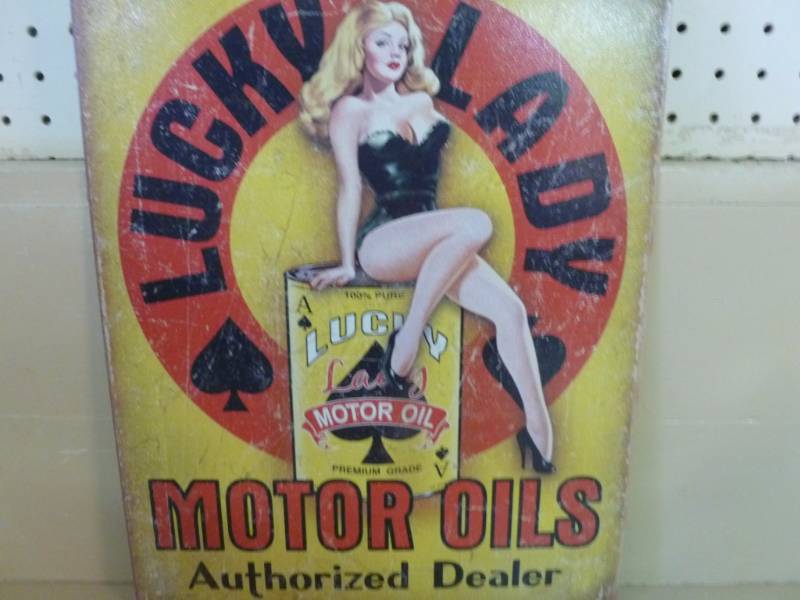 LUCKY LADY
A
100% PURE
LUCKY
Lady
MOTOR OIL
PREMIUM GRADE
A
MOTOR OILS
Authorized Dealer